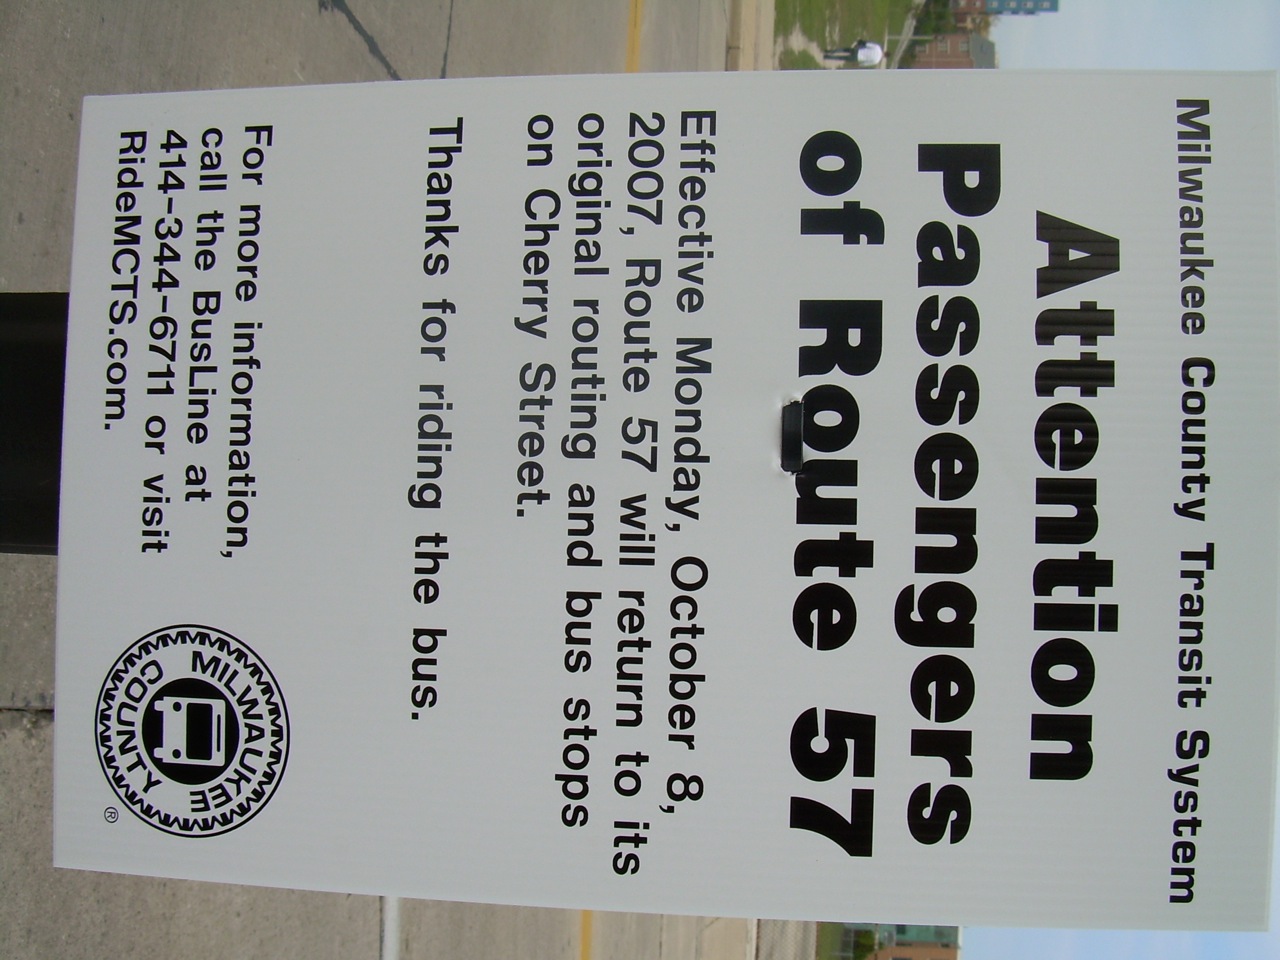 Milwaukee County Transit System
Attention
Passengers
of Route 57
Effective Monday, October 8,
2007, Route 57 will return to its
original routing and bus stops
on Cherry Street.
Thanks for riding the bus.
For more information,
call the BusLine at
414-344-6711 or visit
RideMCTS.com.
MILWAUKEE
COUNTY
®